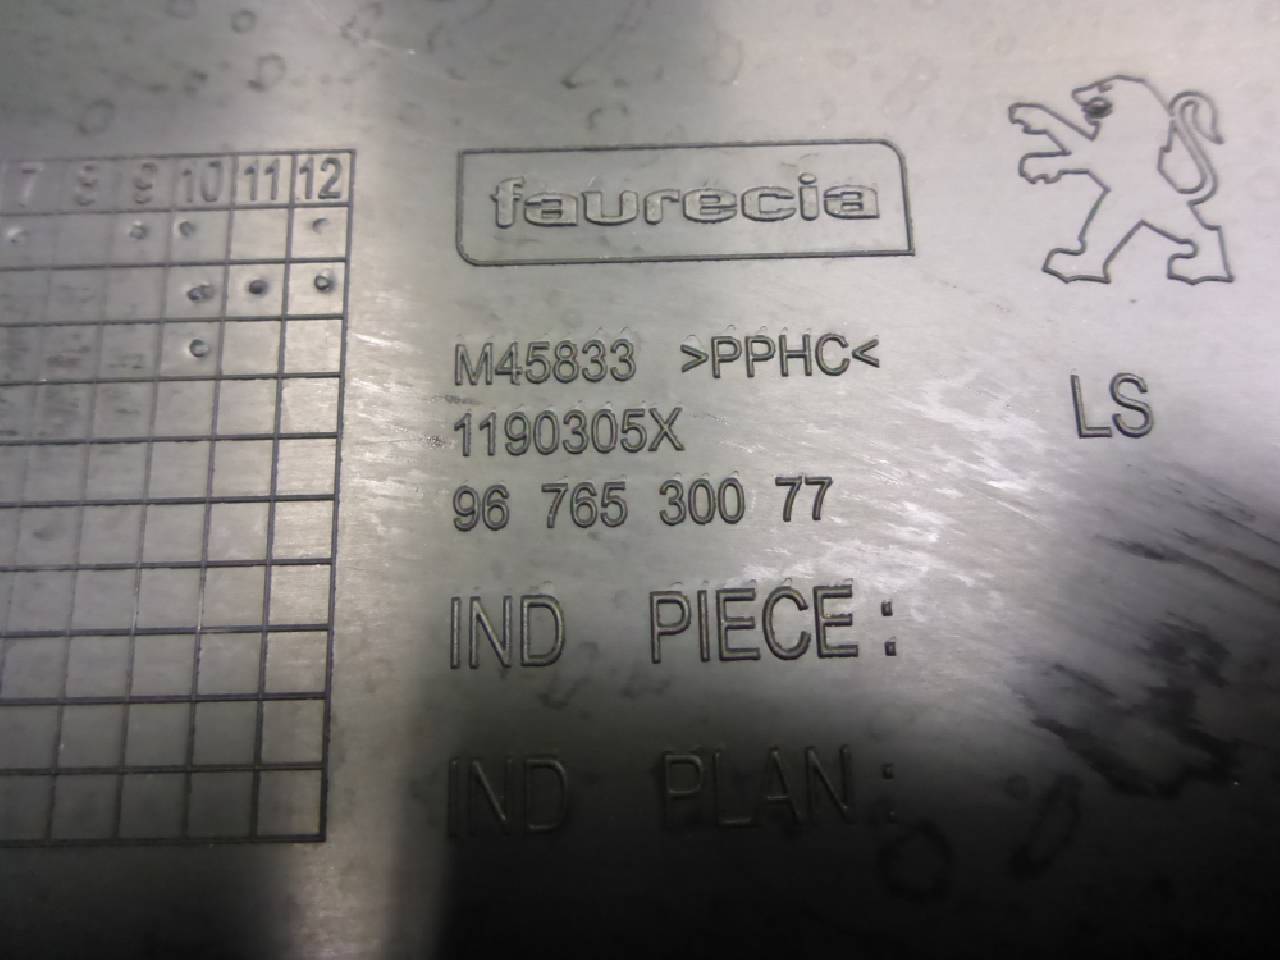 7 8 9 10 11 12
faurecia
M45833 >PPHC<
1190305X
LS
96 765 300 77
IND PIECE:
IND PLAN: